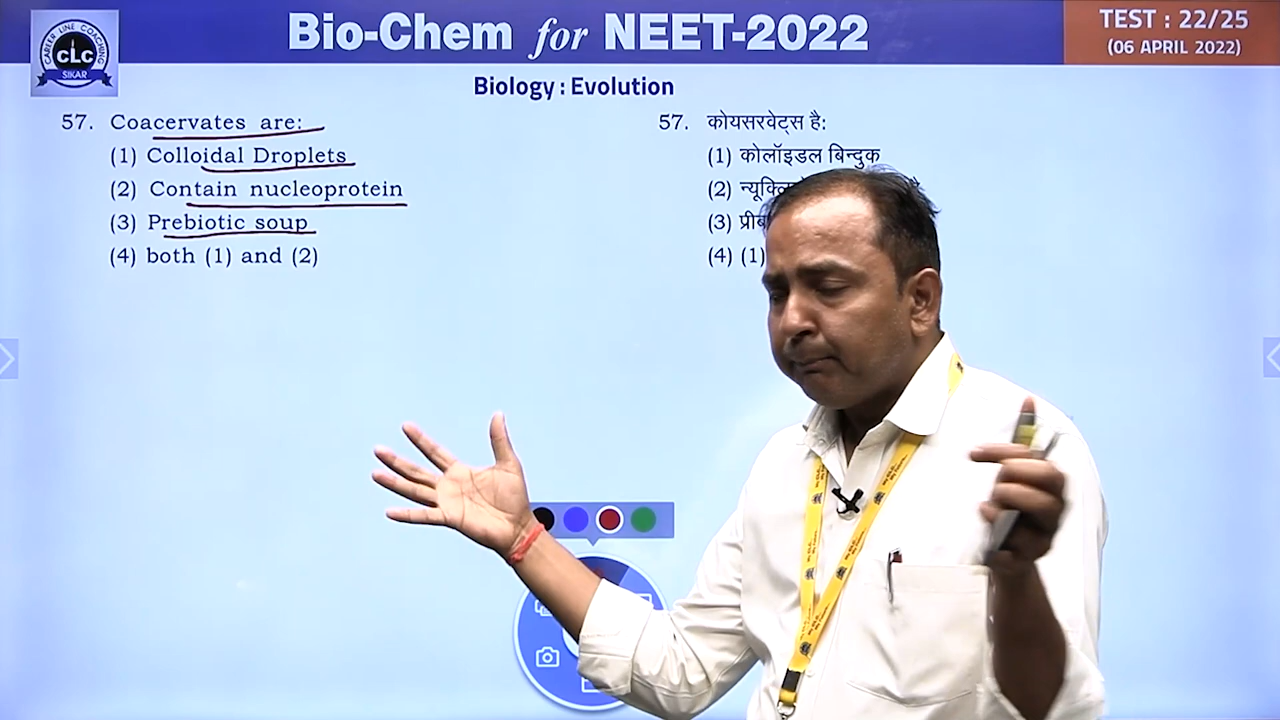 CAREER LINE COACHING
CLC
SIKAR
Bio-Chem for NEET-2022
TEST : 22/25
(06 APRIL 2022)
Biology : Evolution
57. Coacervates are:
(1) Colloidal Droplets
(2) Contain nucleoprotein
(3) Prebiotic soup
(4) both (1) and (2)
57. कोयसरवेट्स है:
(1) कोलॉइडल बिन्दुक
(2)
(3)
(4) (1)